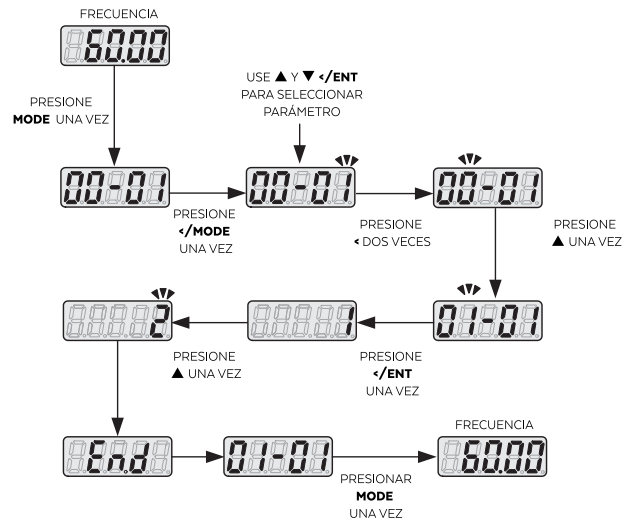 FRECUENCIA
60.00
PRESIONE
MODE UNA VEZ
USE ▲ Y ▼ </ENT
PARA SELECCIONAR
PARÁMETRO
00-01
PRESIONE
</MODE
UNA VEZ
00-01
PRESIONE
< DOS VECES
00-01
PRESIONE
▲ UNA VEZ
01-01
PRESIONE
</ENT
UNA VEZ
1
PRESIONE
▲ UNA VEZ
2
End
01-01
PRESIONAR
MODE
UNA VEZ
FRECUENCIA
60.00